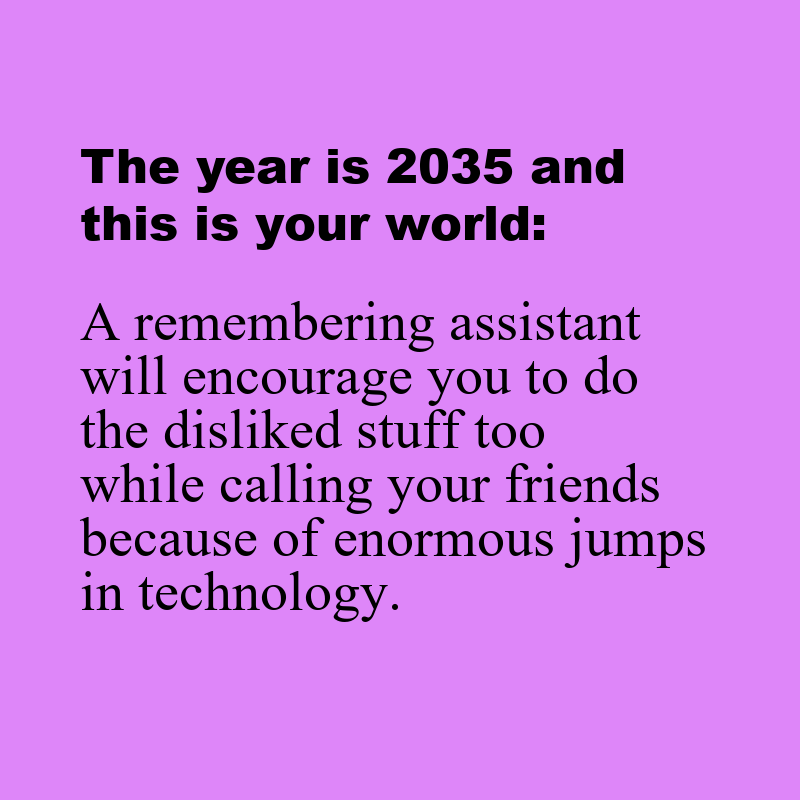 The year is 2035 and
this is your world:
A remembering assistant
will encourage you to do
the disliked stuff too
while calling your friends
because of enormous jumps
in technology.